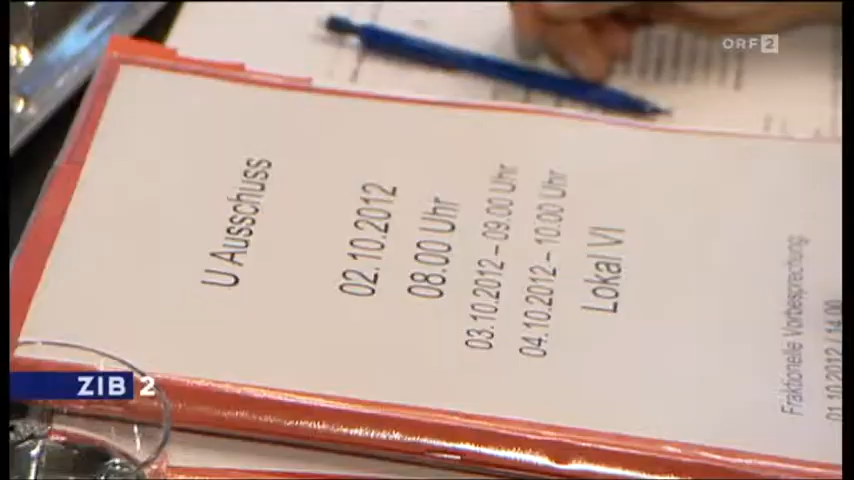 ORF 2
U Ausschuss
02.10.2012
08.00 Uhr
03.10.2012 – 09.00 Uhr
04.10.2012 – 10.00 Uhr
Lokal VI
Fraktionelle Vorbesprechung
01.10.2012 / 14.00
ZIB 2